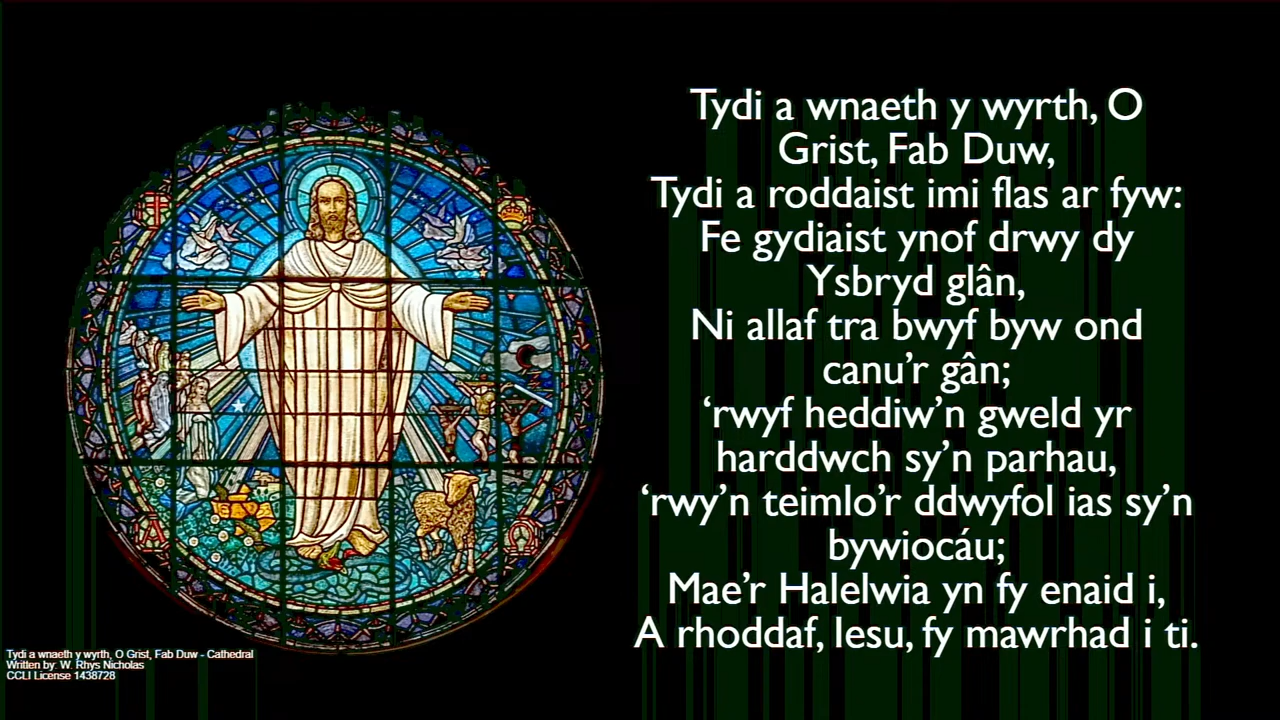 Tydi a wnaeth y wyrth, O
Grist, Fab Duw,
Tydi a roddaist imi flas ar fyw:
Fe gydiaist ynof drwy dy
Ysbryd glân,
Ni allaf tra bwyf byw ond
canu’r gân;
‘rwyf heddiw’n gweld yr
harddwch sy’n parhau,
‘rwy’n teimlo’r ddwyfol ias sy’n
bywiocáu;
Mae’r Halelwia yn fy enaid i,
A rhoddaf, Iesu, fy mawrhad i ti.
Tydi a wnaeth y wyrth, O Grist, Fab Duw - Cathedral
Written by: W. Rhys Nicholas
CCLI License 1438728